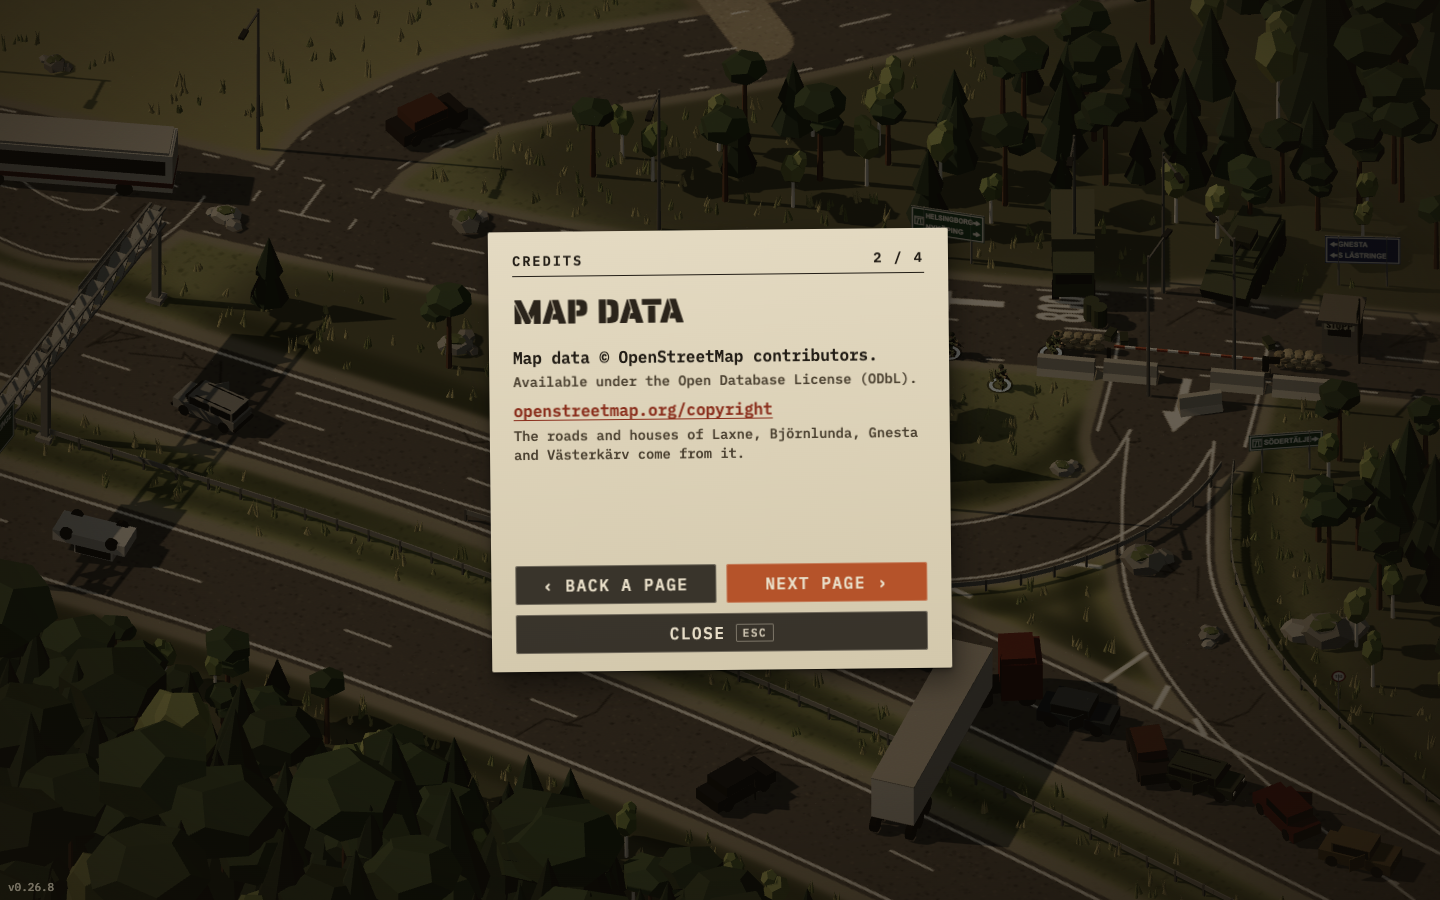 HELSINGBORG
GNESTA
S LÄSTRINGE
CREDITS
2 / 4
MAP DATA
Map data © OpenStreetMap contributors.
Available under the Open Database License (ODbL).
openstreetmap.org/copyright
The roads and houses of Laxne, Björnlunda, Gnesta
and Västerkärv come from it.
SÖDERTÄLJE
‹ BACK A PAGE
NEXT PAGE ›
CLOSE ESC
v0.26.8